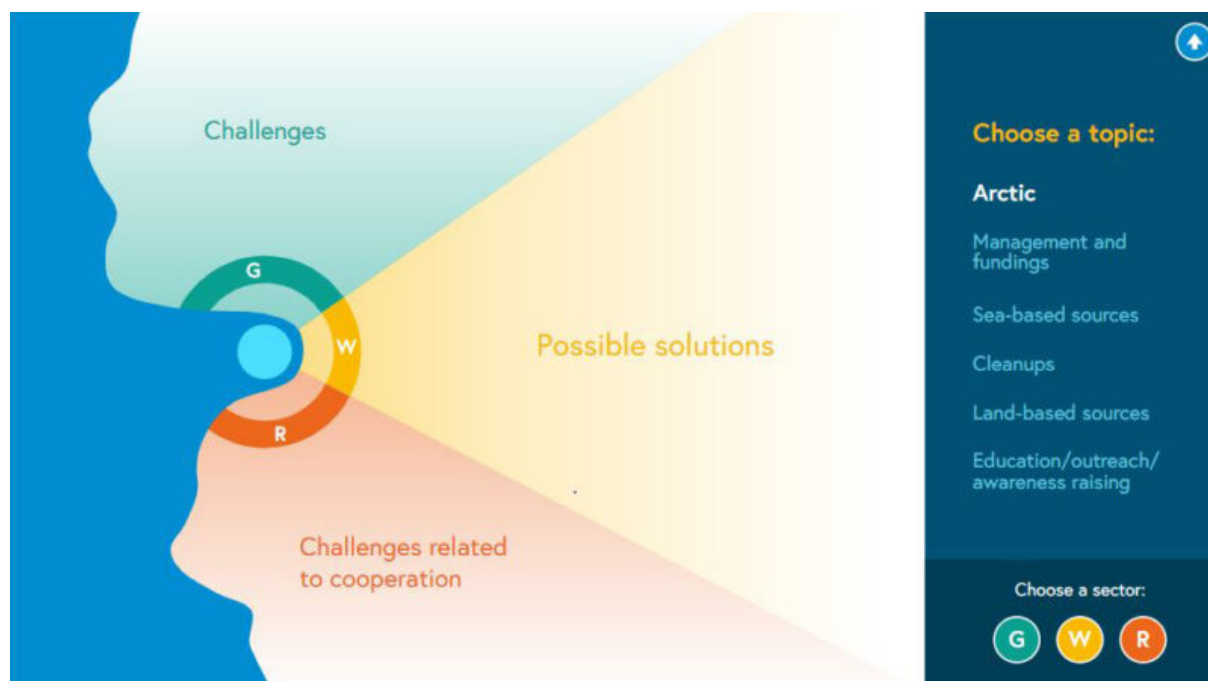 Challenges
G
W
R
Possible solutions
Challenges related
to cooperation
Choose a topic:
Arctic
Management and
fundings
Sea-based sources
Cleanups
Land-based sources
Education/outreach/
awareness raising
Choose a sector:
G W R